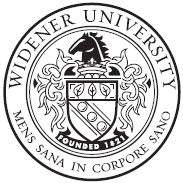 WIDENER UNIVERSITY
FOUNDED 1821
MENS SANA IN CORPORE SANO